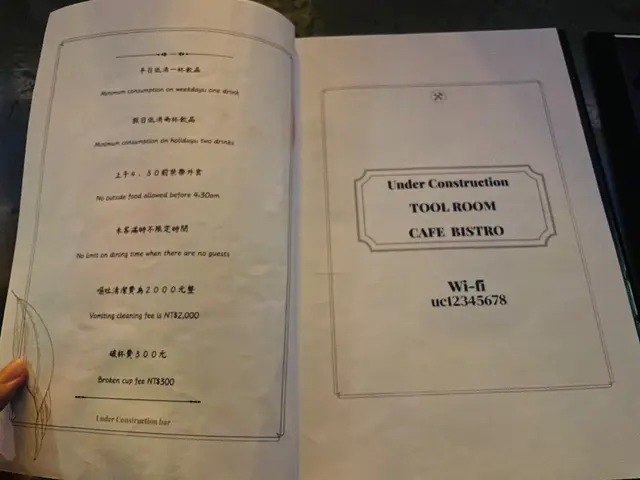 平日低消一杯飲品
Minimum consumption on weekdays: one drink
假日低消兩杯飲品
Minimum consumption on holidays: two drinks
上午4:30前禁帶外食
No outside food allowed before 4:30am
未客滿時不限定時間
No limit on dining time when there are no guests
嘔吐清潔費為2000元整
Vomiting cleaning fee is NT$2,000
破杯費300元
Broken cup fee NT$300
Under Construction bar
Under Construction
TOOL ROOM
CAFE BISTRO
Wi-fi
uc12345678